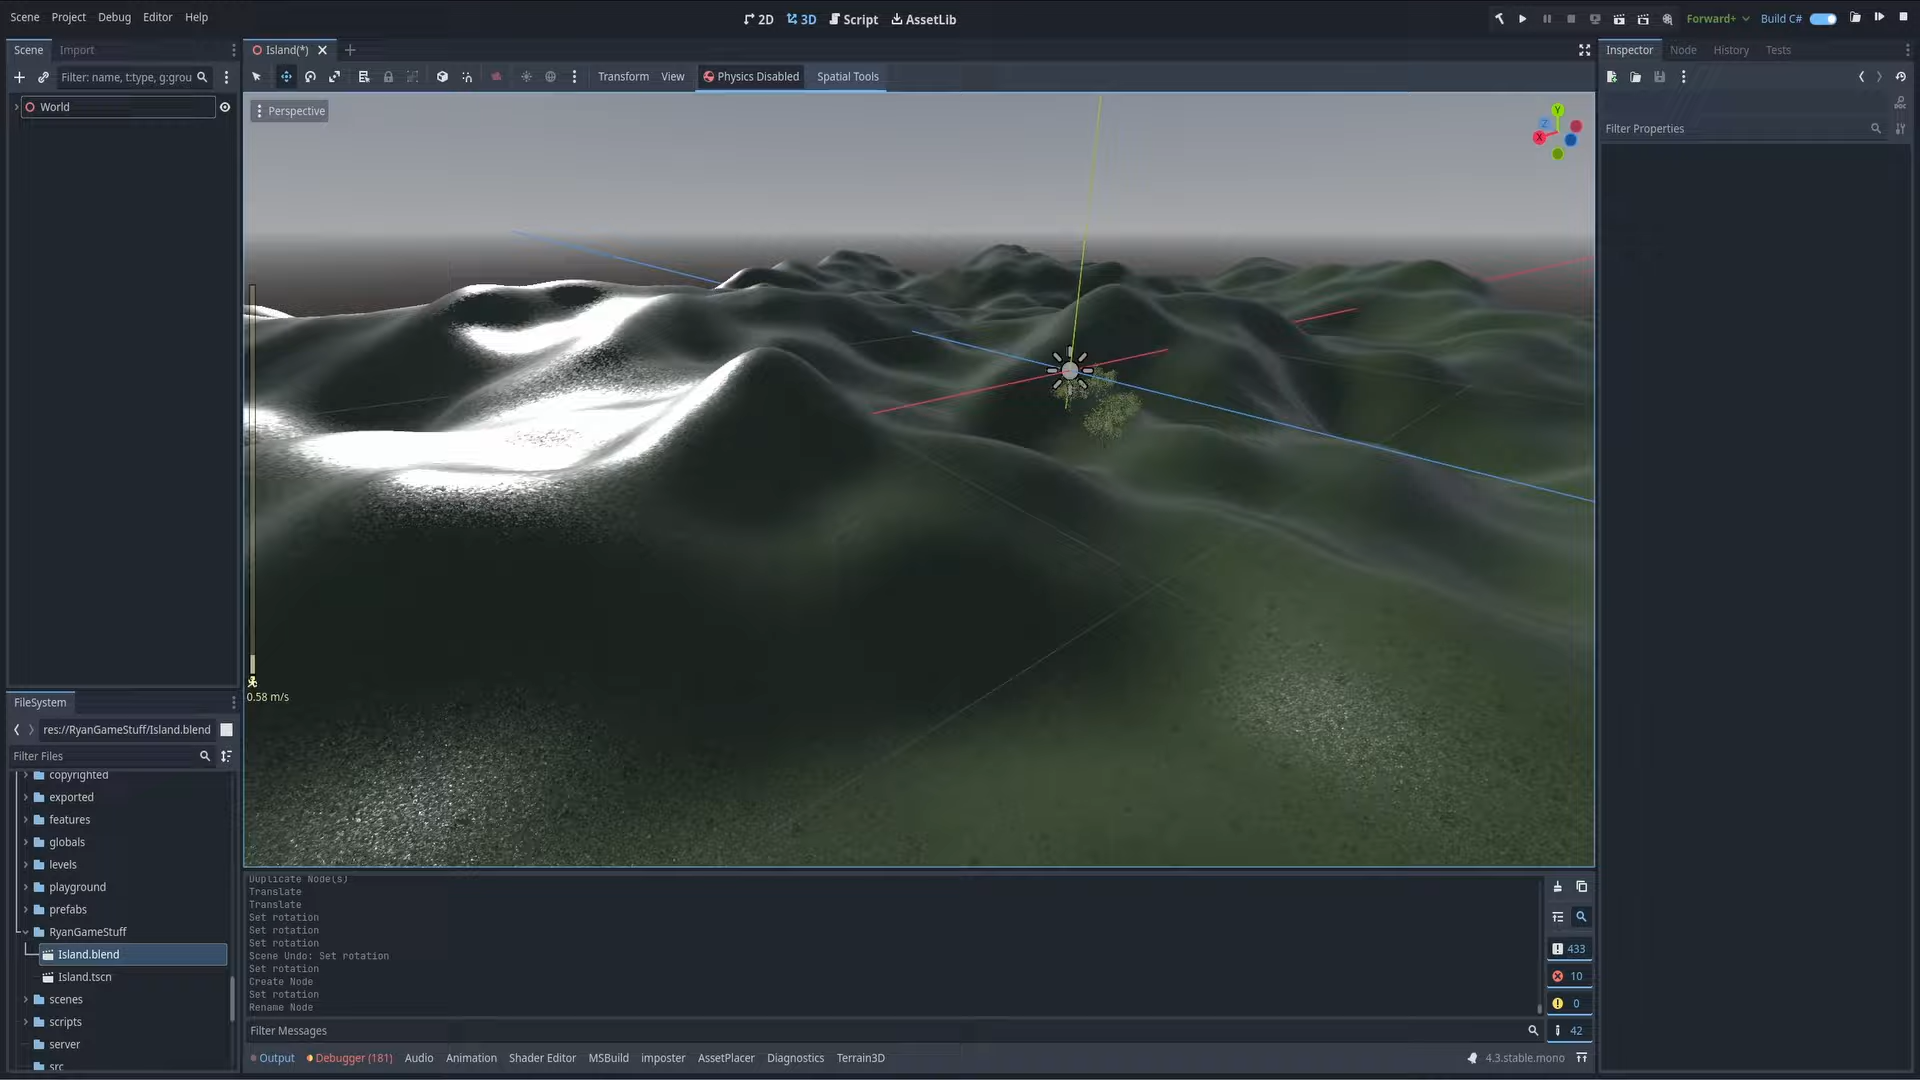 Scene Project Debug Editor Help
2D 3D Script AssetLib
Forward+ Build C#
Scene Import
Island(*)
Inspector Node History Tests
Filter: name, t:type, g:grou
Transform View Physics Disabled Spatial Tools
World
Perspective
Y
Z
X
Filter Properties
0.58 m/s
FileSystem
res://RyanGameStuff/Island.blend
Filter Files
copyrighted
exported
features
globals
levels
playground
prefabs
RyanGameStuff
Island.blend
Island.tscn
scenes
scripts
server
src
Duplicate Node(s)
Translate
Translate
Set rotation
Set rotation
Set rotation
Scene Undo: Set rotation
Set rotation
Create Node
Set rotation
Rename Node
433
10
0
42
Filter Messages
Output Debugger (181) Audio Animation Shader Editor MSBuild imposter AssetPlacer Diagnostics Terrain3D
4.3.stable.mono